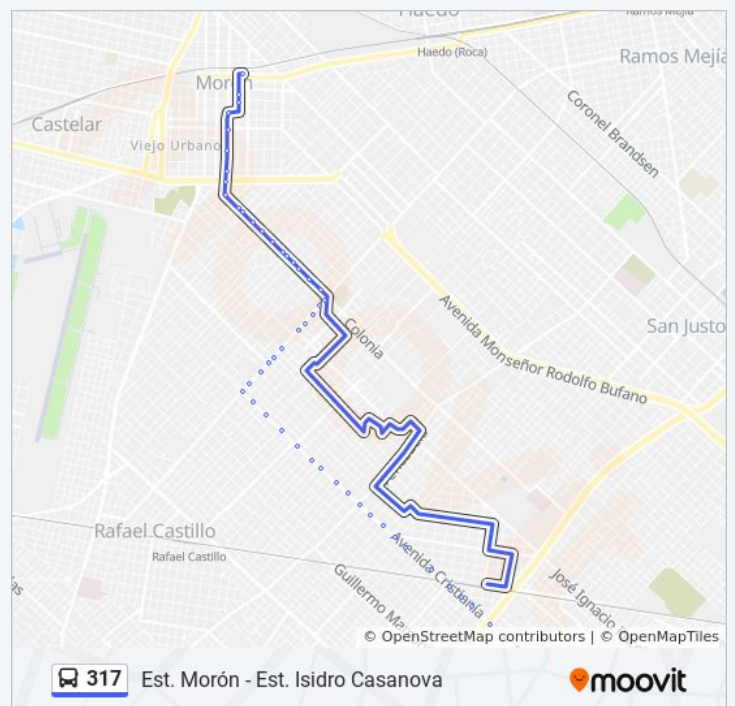 Haedo
Ramos Mejía
Haedo (Roca)
Ramos Mejía
Morón
Coronel Brandsen
Castelar
Viejo Urbano
Colonia
Avenida Monseñor Rodolfo Bufano
San Justo
Rafael Castillo
Rafael Castillo
Avenida Cristianía
Guillermo Ma
José Ignacio
© OpenStreetMap contributors | © OpenMapTiles
317 Est. Morón - Est. Isidro Casanova
moovit